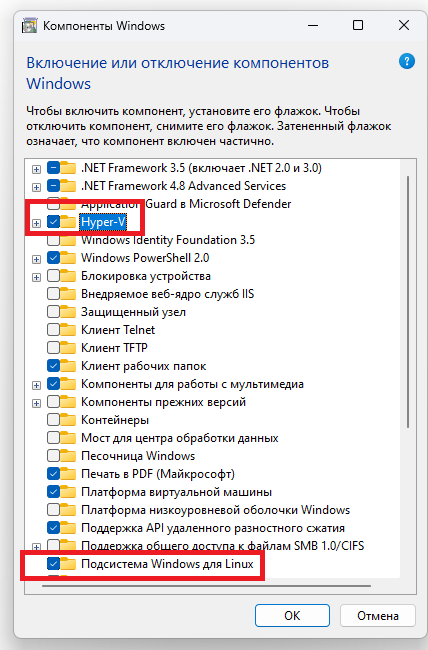 Компоненты Windows
Включение или отключение компонентов
Windows
?
Чтобы включить компонент, установите его флажок. Чтобы
отключить компонент, снимите его флажок. Затененный флажок
означает, что компонент включен частично.
.NET Framework 3.5 (включает .NET 2.0 и 3.0)
.NET Framework 4.8 Advanced Services
Application Guard в Microsoft Defender
Hyper-V
Windows Identity Foundation 3.5
Windows PowerShell 2.0
Блокировка устройства
Внедряемое веб-ядро служб IIS
Защищенный узел
Клиент Telnet
Клиент TFTP
Клиент рабочих папок
Компоненты для работы с мультимедиа
Компоненты прежних версий
Контейнеры
Мост для центра обработки данных
Песочница Windows
Печать в PDF (Майкрософт)
Платформа виртуальной машины
Платформа низкоуровневой оболочки Windows
Поддержка API удаленного разностного сжатия
Поддержка общего доступа к файлам SMB 1.0/CIFS
Подсистема Windows для Linux
ОК
Отмена